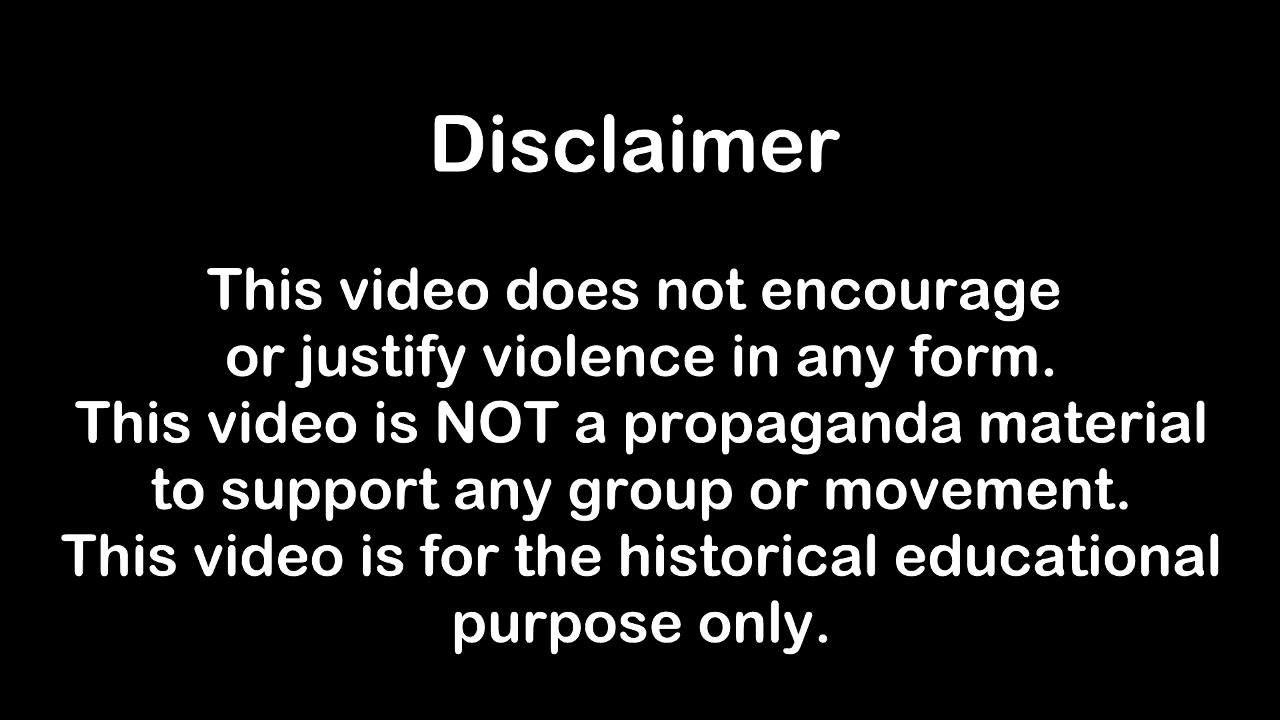 Disclaimer
This video does not encourage
or justify violence in any form.
This video is NOT a propaganda material
to support any group or movement.
This video is for the historical educational
purpose only.